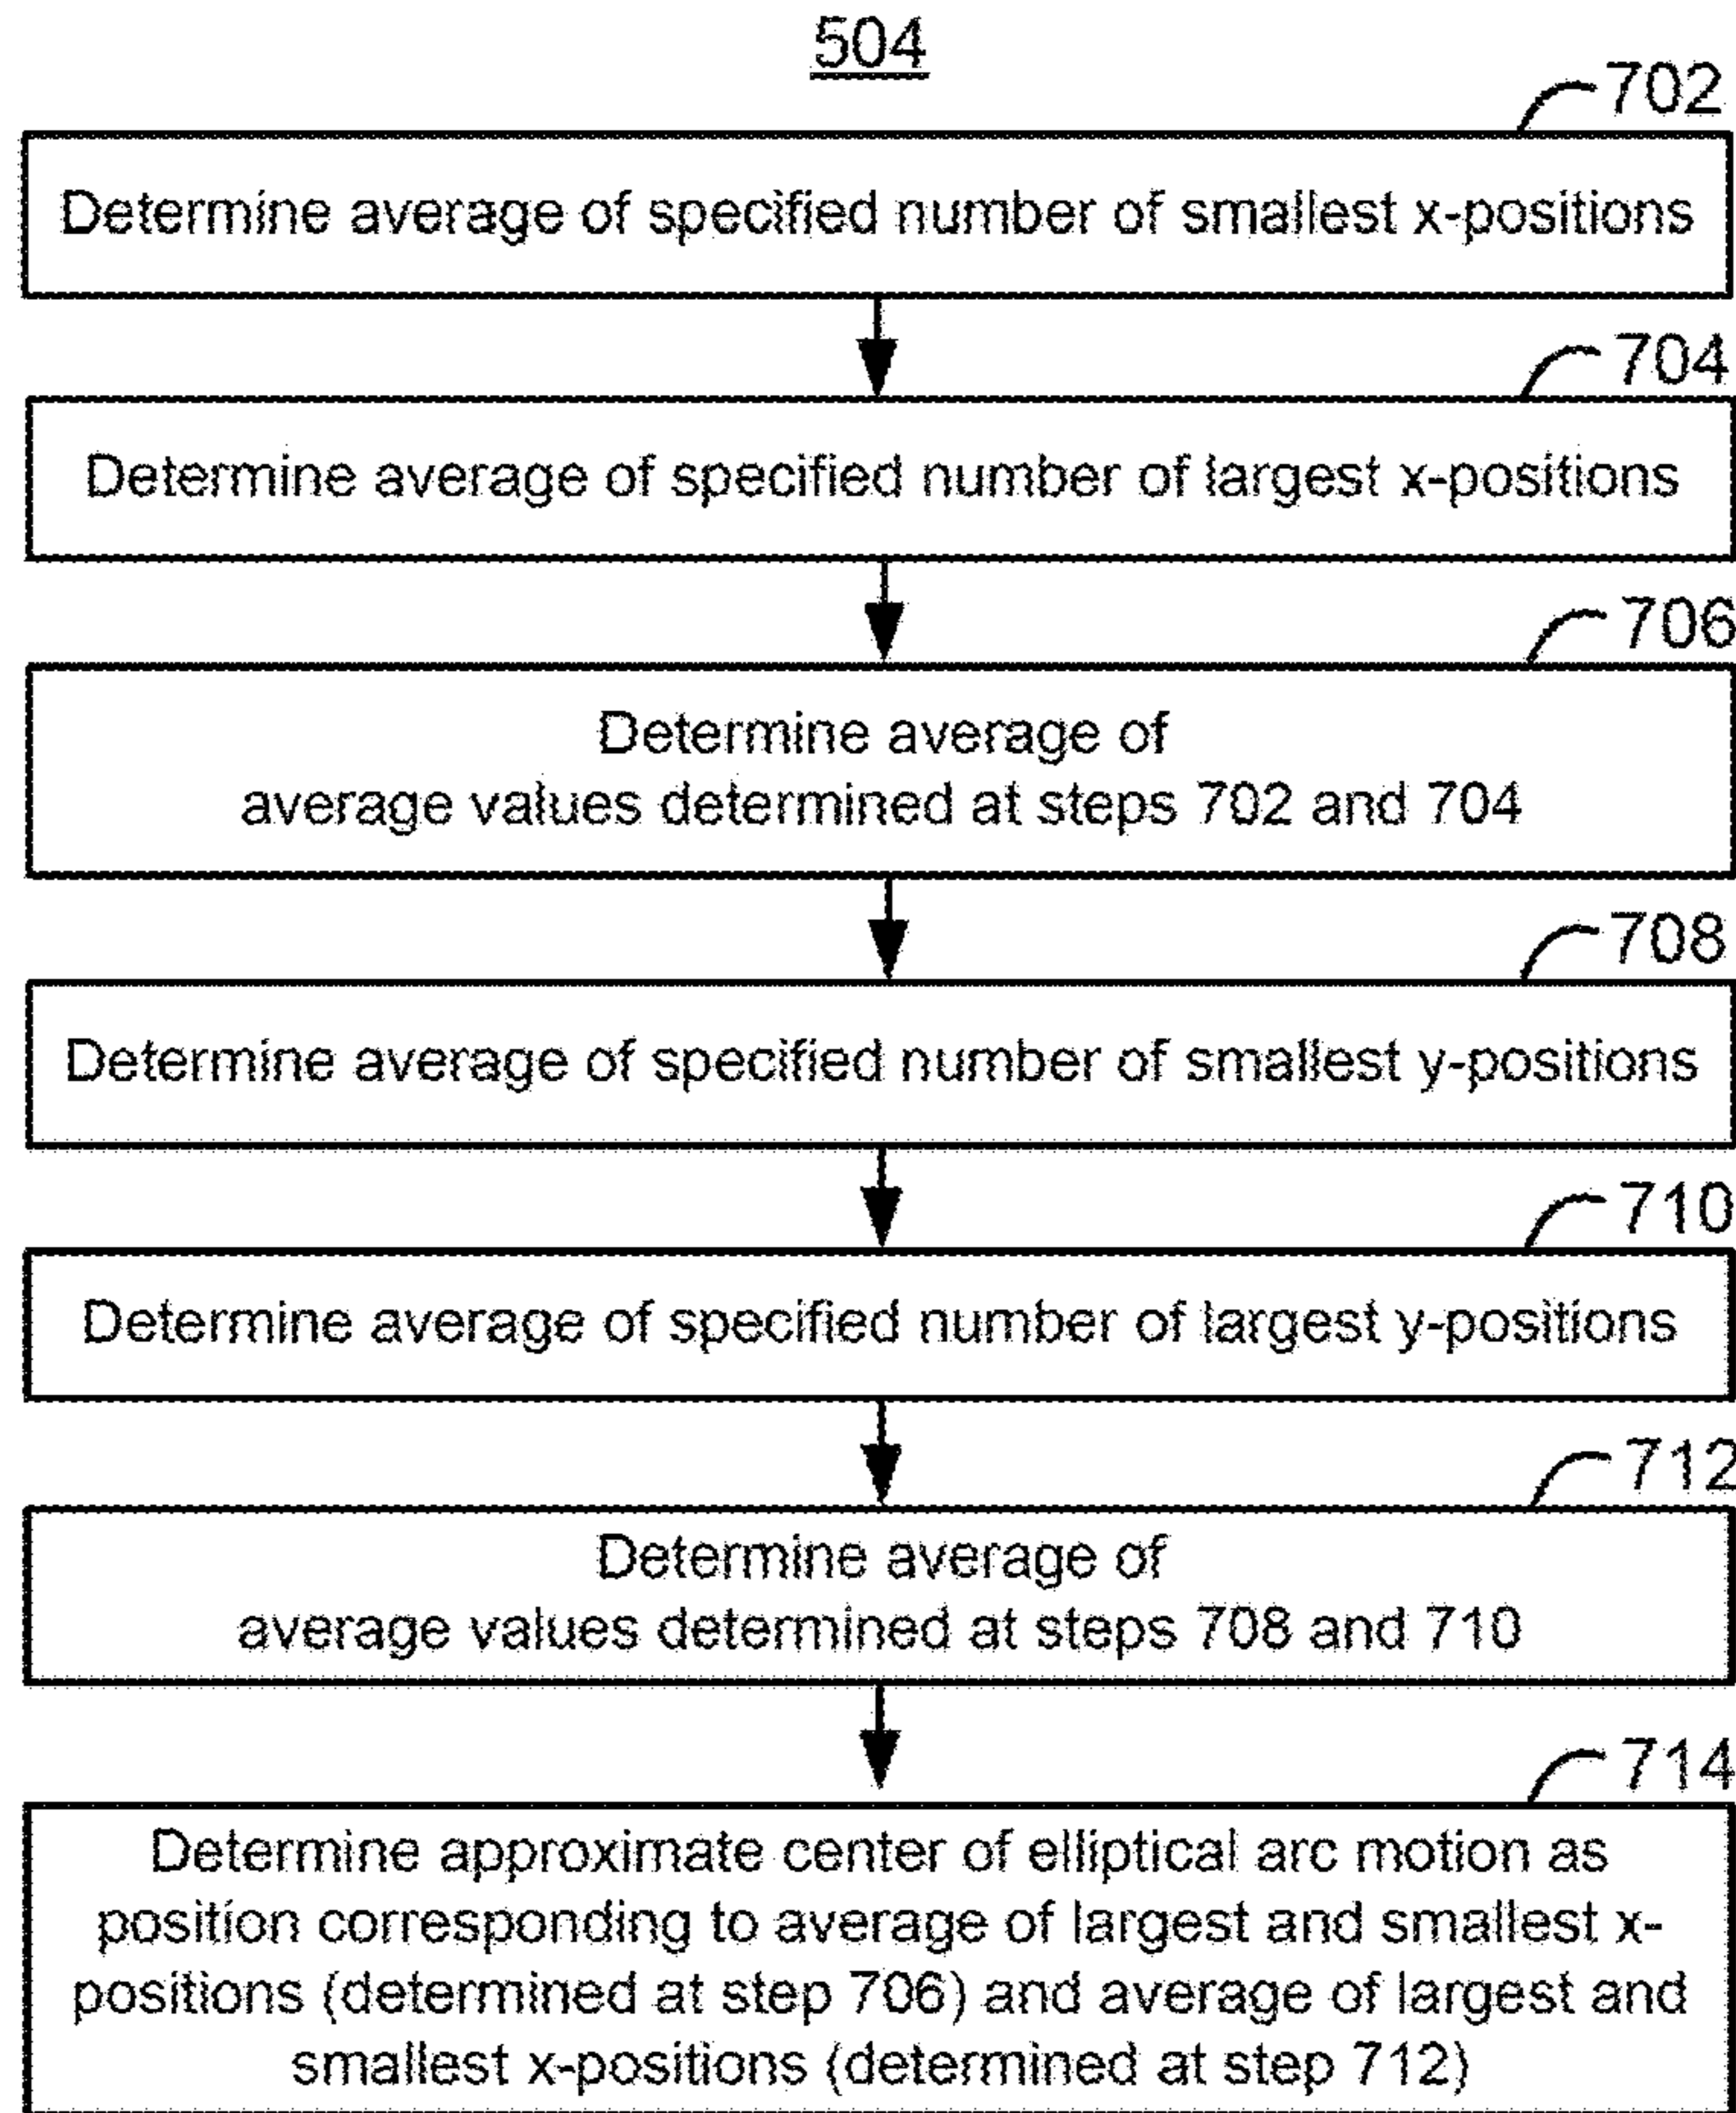 504
702
Determine average of specified number of smallest x-positions
704
Determine average of specified number of largest x-positions
706
Determine average of
average values determined at steps 702 and 704
708
Determine average of specified number of smallest y-positions
710
Determine average of specified number of largest y-positions
712
Determine average of
average values determined at steps 708 and 710
714
Determine approximate center of elliptical arc motion as
position corresponding to average of largest and smallest x-
positions (determined at step 706) and average of largest and
smallest x-positions (determined at step 712)